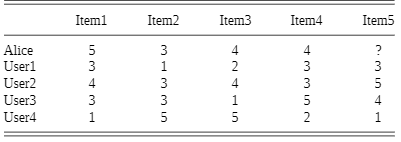 Item1 Item2 Item3 Item4 Item5
Alice 5 3 4 4 ?
User1 3 1 2 3 3
User2 4 3 4 3 5
User3 3 3 1 5 4
User4 1 5 5 2 1